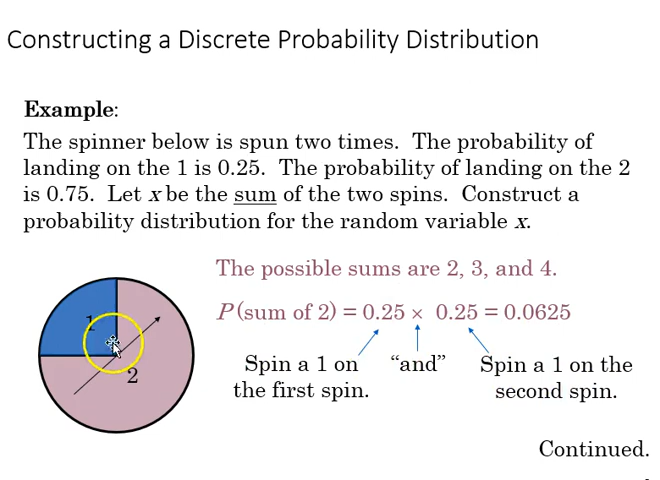 Constructing a Discrete Probability Distribution
Example:
The spinner below is spun two times. The probability of
landing on the 1 is 0.25. The probability of landing on the 2
is 0.75. Let x be the sum of the two spins. Construct a
probability distribution for the random variable x.
The possible sums are 2, 3, and 4.
P (sum of 2) = 0.25 × 0.25 = 0.0625
Spin a 1 on
the first spin.
“and”
Spin a 1 on the
second spin.
1
2
Continued.